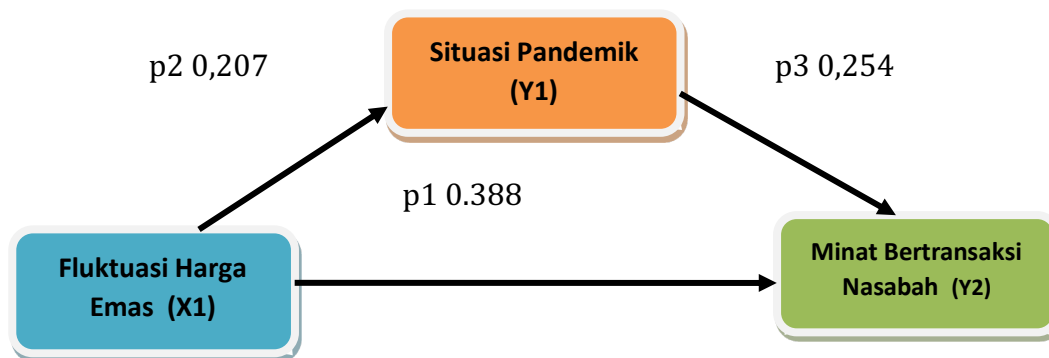 p2 0,207
Situasi Pandemik
(Y1)
p3 0,254
p1 0.388
Fluktuasi Harga
Emas (X1)
Minat Bertransaksi
Nasabah (Y2)